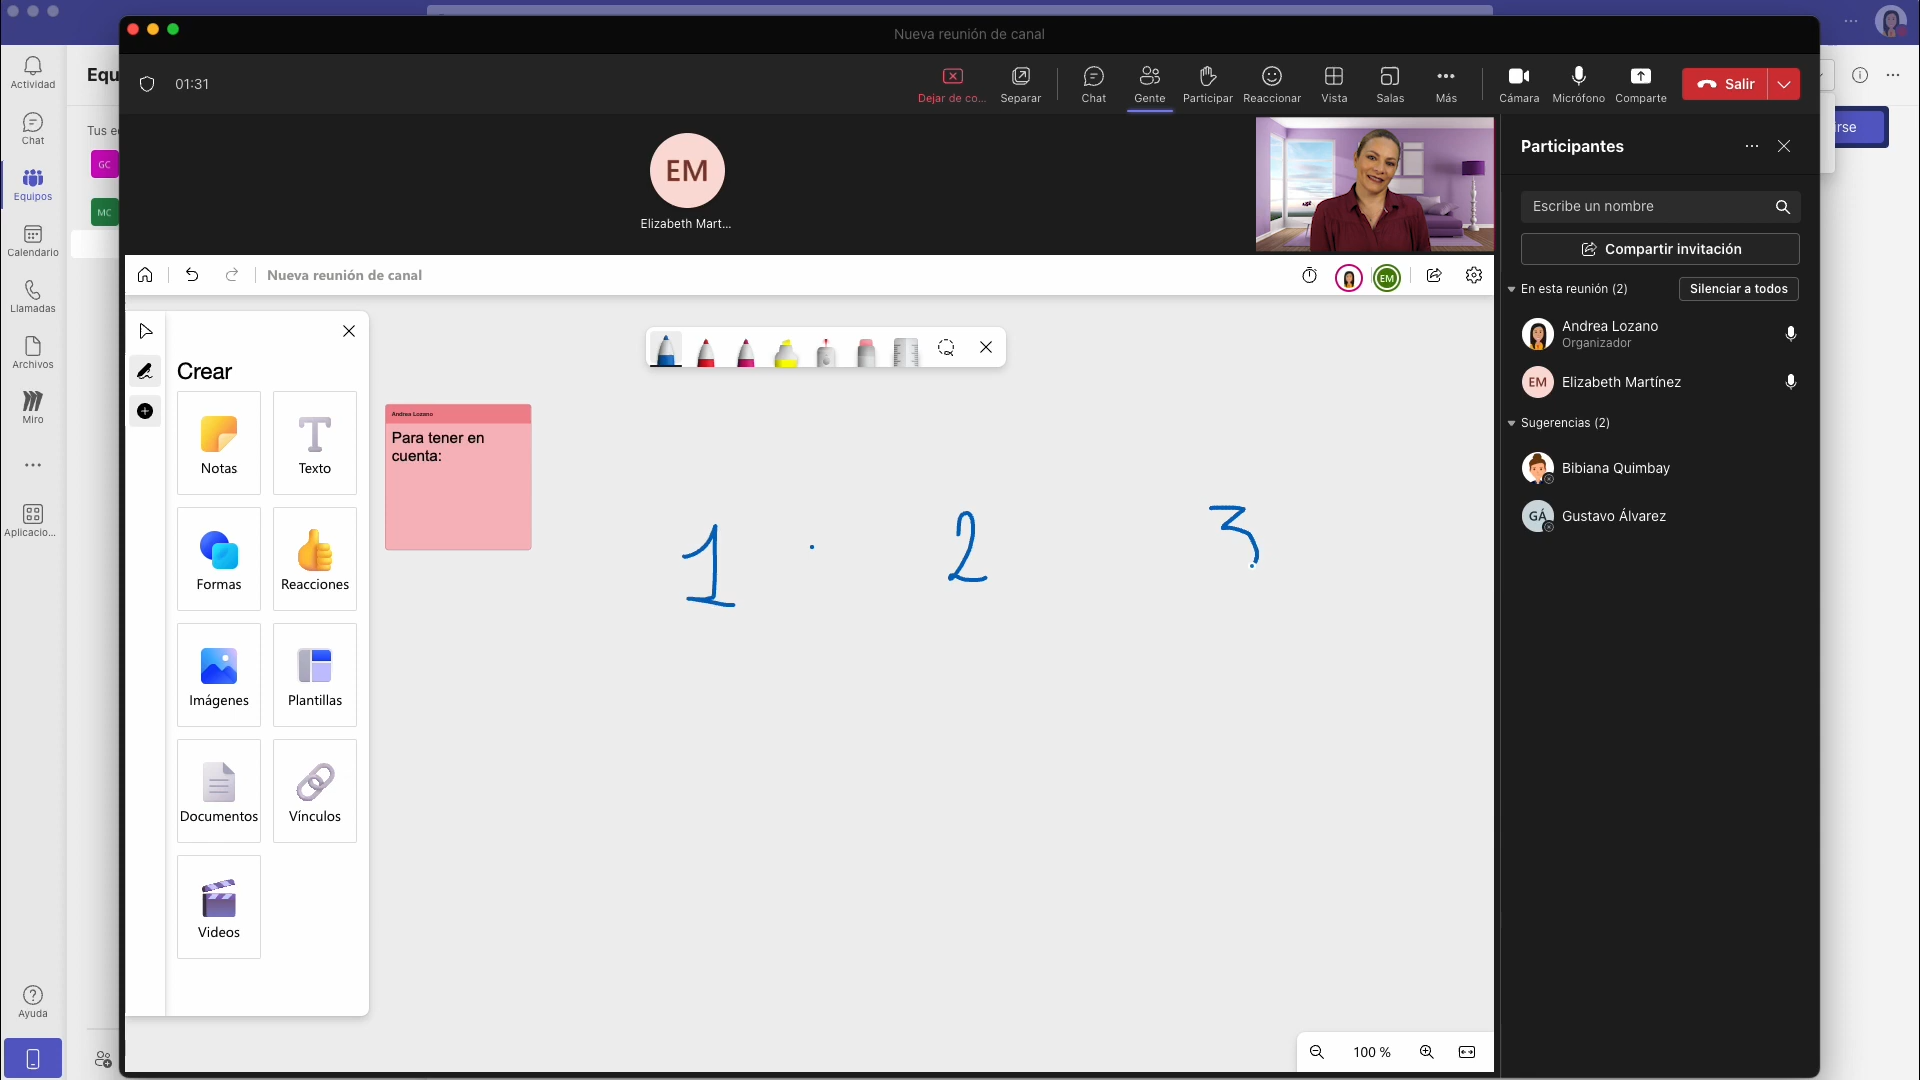 Nueva reunión de canal
01:31
Dejar de co...
Separar
Chat
Gente
Participar
Reaccionar
Vista
Salas
Más
Cámara
Micrófono
Comparte
Salir
Actividad
Chat
Equipos
Calendario
Llamadas
Archivos
Miro
Aplicacio...
Ayuda
Equ
Tus e
GC
MC
EM
Elizabeth Mart...
Nueva reunión de canal
EM
Crear
Notas
Texto
Formas
Reacciones
Imágenes
Plantillas
Documentos
Vínculos
Videos
Andrea Lozano
Para tener en
cuenta:
1
2
3
100 %
Participantes
Escribe un nombre
Compartir invitación
En esta reunión (2)
Silenciar a todos
Andrea Lozano
Organizador
EM
Elizabeth Martínez
Sugerencias (2)
Bibiana Quimbay
GÁ
Gustavo Álvarez
irse